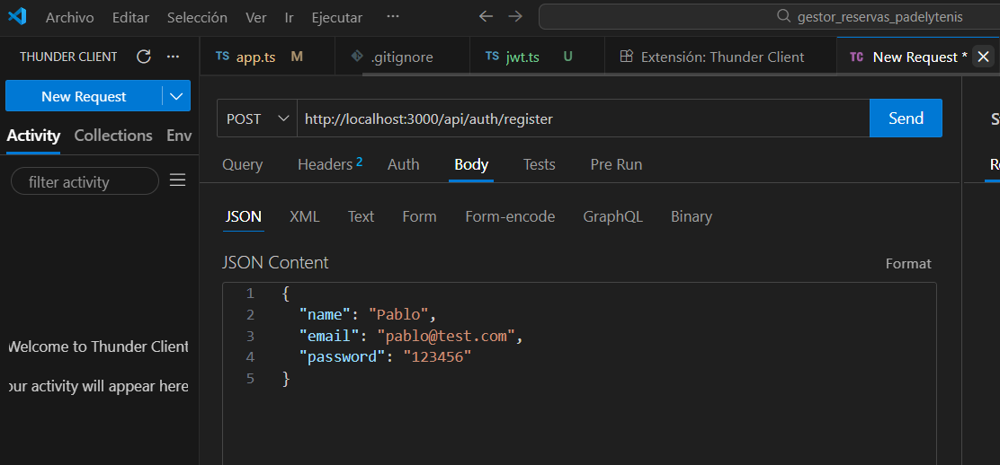 Archivo Editar Selección Ver Ir Ejecutar ··· gestor_reservas_padelytenis
THUNDER CLIENT ···
TS app.ts M .gitignore TS jwt.ts U Extensión: Thunder Client TC New Request *
New Request
POST http://localhost:3000/api/auth/register Send
Activity Collections Env
Query Headers 2 Auth Body Tests Pre Run
filter activity
JSON XML Text Form Form-encode GraphQL Binary
JSON Content Format
1 {
2 "name": "Pablo",
3 "email": "pablo@test.com",
4 "password": "123456"
5 }
Welcome to Thunder Client
our activity will appear here